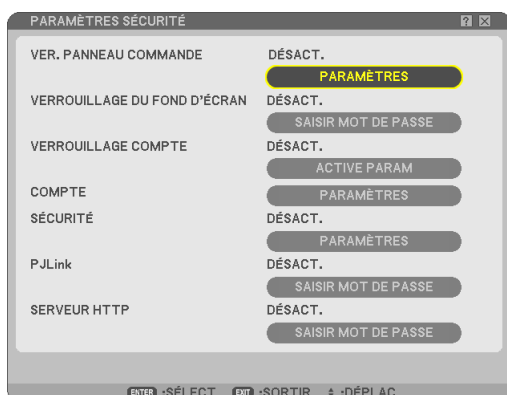 PARAMÈTRES SÉCURITÉ ? X
VER. PANNEAU COMMANDE DÉSACT.
PARAMÈTRES
VERROUILLAGE DU FOND D'ÉCRAN DÉSACT.
SAISIR MOT DE PASSE
VERROUILLAGE COMPTE DÉSACT.
ACTIVE PARAM
COMPTE PARAMÈTRES
SÉCURITÉ DÉSACT.
PARAMÈTRES
PJLink DÉSACT.
SAISIR MOT DE PASSE
SERVEUR HTTP DÉSACT.
SAISIR MOT DE PASSE
ENTER :SÉLECT EXIT :SORTIR :DÉPLAC